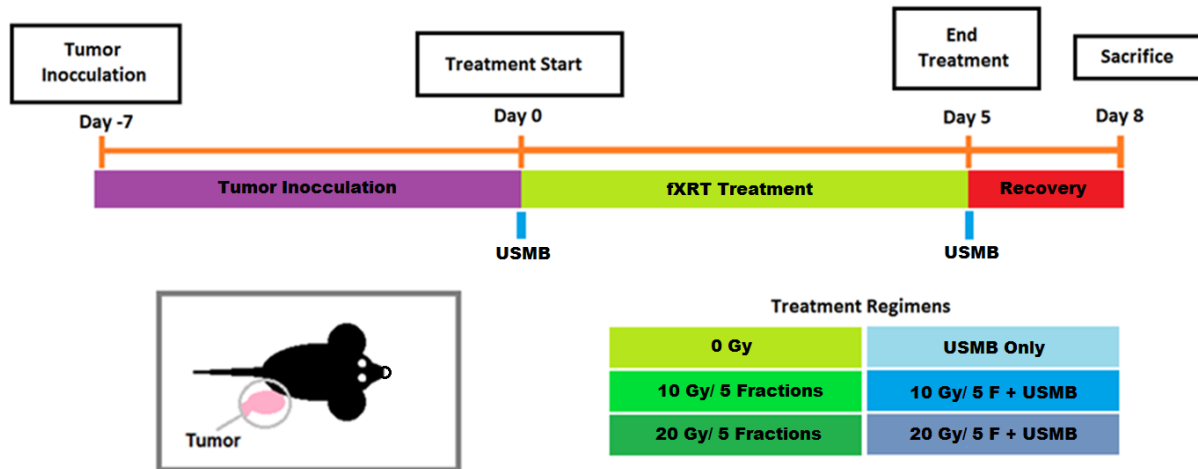 Tumor
Inocculation
Treatment Start
End
Treatment
Sacrifice
Day -7
Day 0
Day 5
Day 8
Tumor Inocculation
fXRT Treatment
Recovery
USMB
USMB
Tumor
Treatment Regimens
0 Gy
USMB Only
10 Gy/ 5 Fractions
10 Gy/ 5 F + USMB
20 Gy/ 5 Fractions
20 Gy/ 5 F + USMB